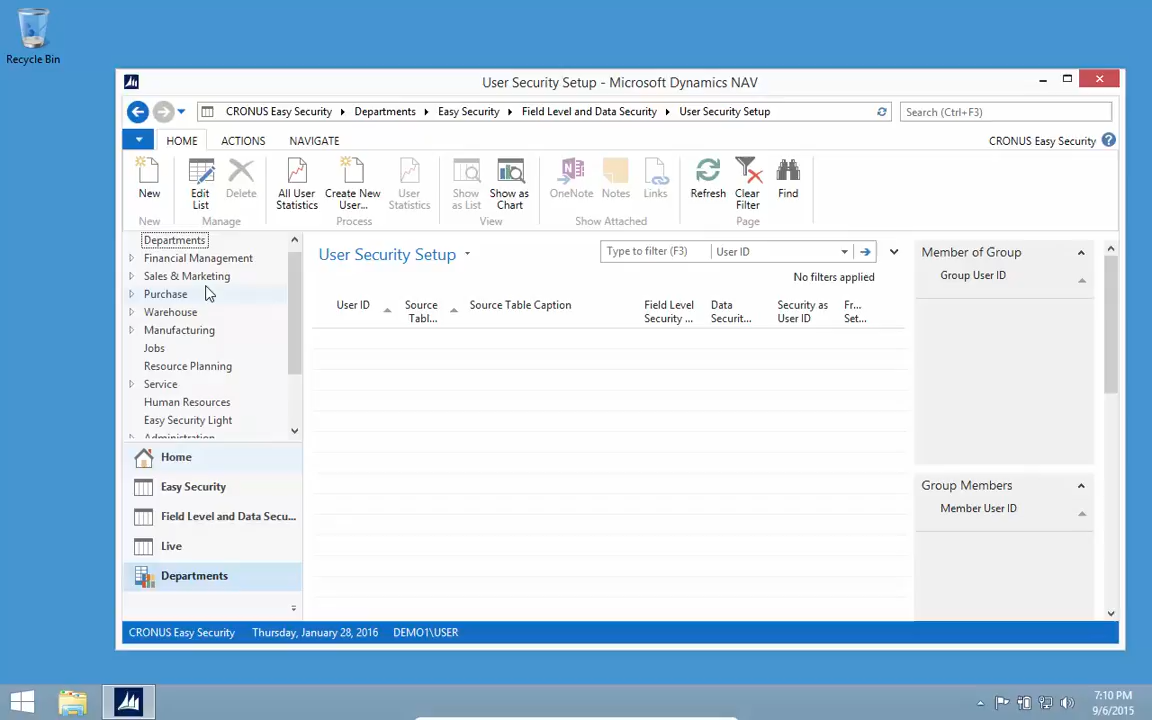 Recycle Bin
User Security Setup - Microsoft Dynamics NAV
CRONUS Easy Security
Departments
Easy Security
Field Level and Data Security
User Security Setup
Search (Ctrl+F3)
HOME
ACTIONS
NAVIGATE
CRONUS Easy Security
New
Edit List
Delete
All User Statistics
Create New User...
User Statistics
Show as List
Show as Chart
OneNote
Notes
Links
Refresh
Clear Filter
Find
New
Manage
Process
View
Show Attached
Page
Departments
Financial Management
Sales & Marketing
Purchase
Warehouse
Manufacturing
Jobs
Resource Planning
Service
Human Resources
Easy Security Light
Administration
Home
Easy Security
Field Level and Data Secu...
Live
Departments
User Security Setup
Type to filter (F3)
User ID
No filters applied
User ID
Source Tabl...
Source Table Caption
Field Level Security ...
Data Securit...
Security as User ID
Fr... Set...
Member of Group
Group User ID
Group Members
Member User ID
CRONUS Easy Security
Thursday, January 28, 2016
DEMO1\USER
7:10 PM
9/6/2015